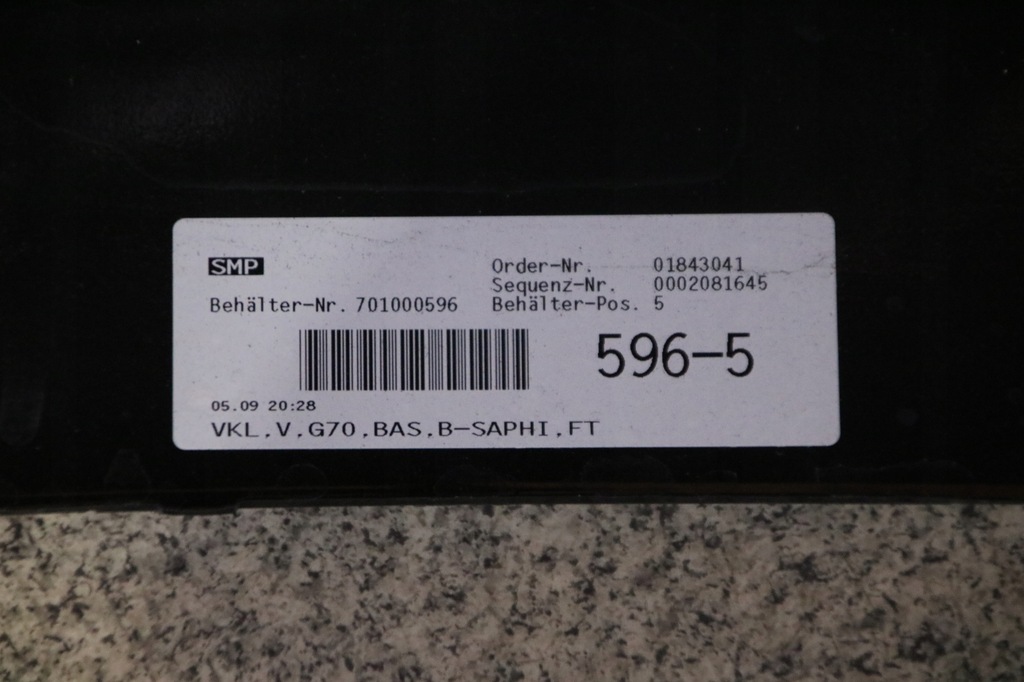 SMP
Order-Nr. 01843041
Sequenz-Nr. 0002081645
Behälter-Nr. 701000596 Behälter-Pos. 5
596-5
05.09 20:28
VKL.V.G70.BAS.B-SAPHI.FT